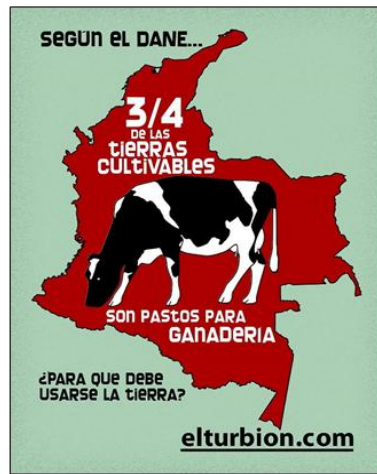 SEGÚN EL DANE...
3/4
DE LAS
TIERRAS
CULTIVABLES
SON PASTOS PARA
GANADERIA
¿PARA QUE DEBE
USARSE LA TIERRA?
elturbion.com